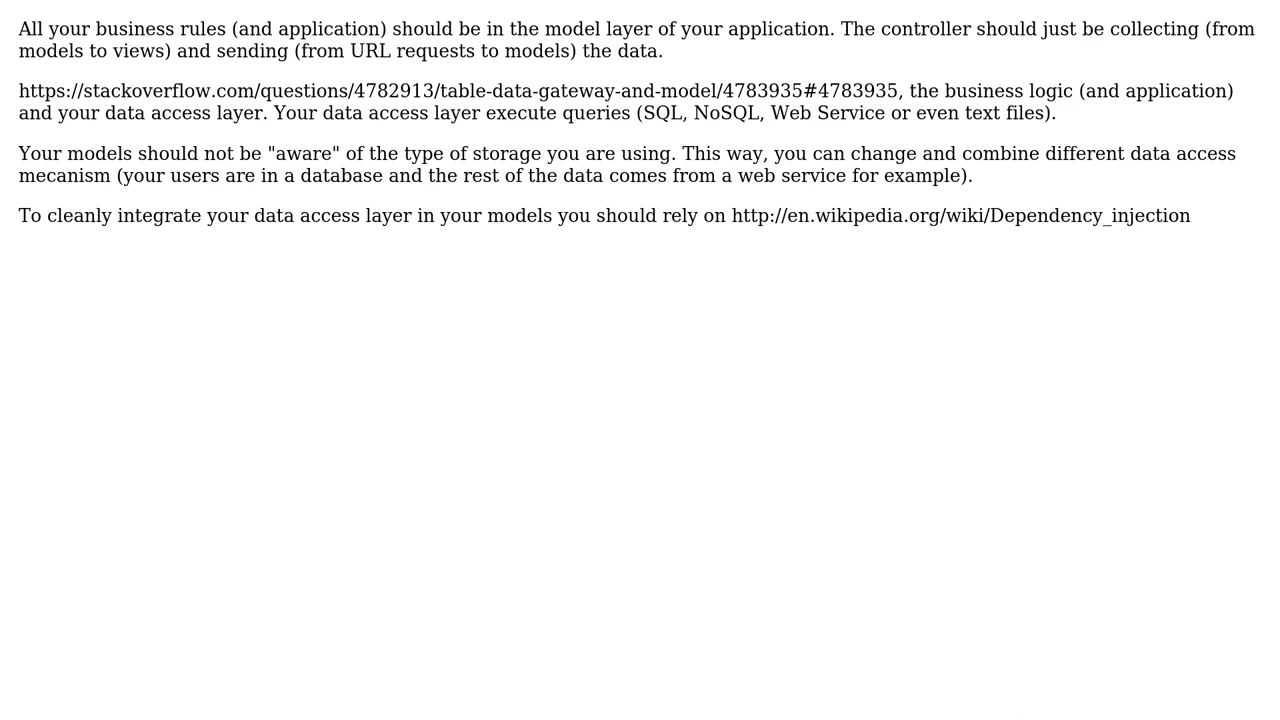 All your business rules (and application) should be in the model layer of your application. The controller should just be collecting (from
models to views) and sending (from URL requests to models) the data.
https://stackoverflow.com/questions/4782913/table-data-gateway-and-model/4783935#4783935, the business logic (and application)
and your data access layer. Your data access layer execute queries (SQL, NoSQL, Web Service or even text files).
Your models should not be "aware" of the type of storage you are using. This way, you can change and combine different data access
mecanism (your users are in a database and the rest of the data comes from a web service for example).
To cleanly integrate your data access layer in your models you should rely on http://en.wikipedia.org/wiki/Dependency_injection